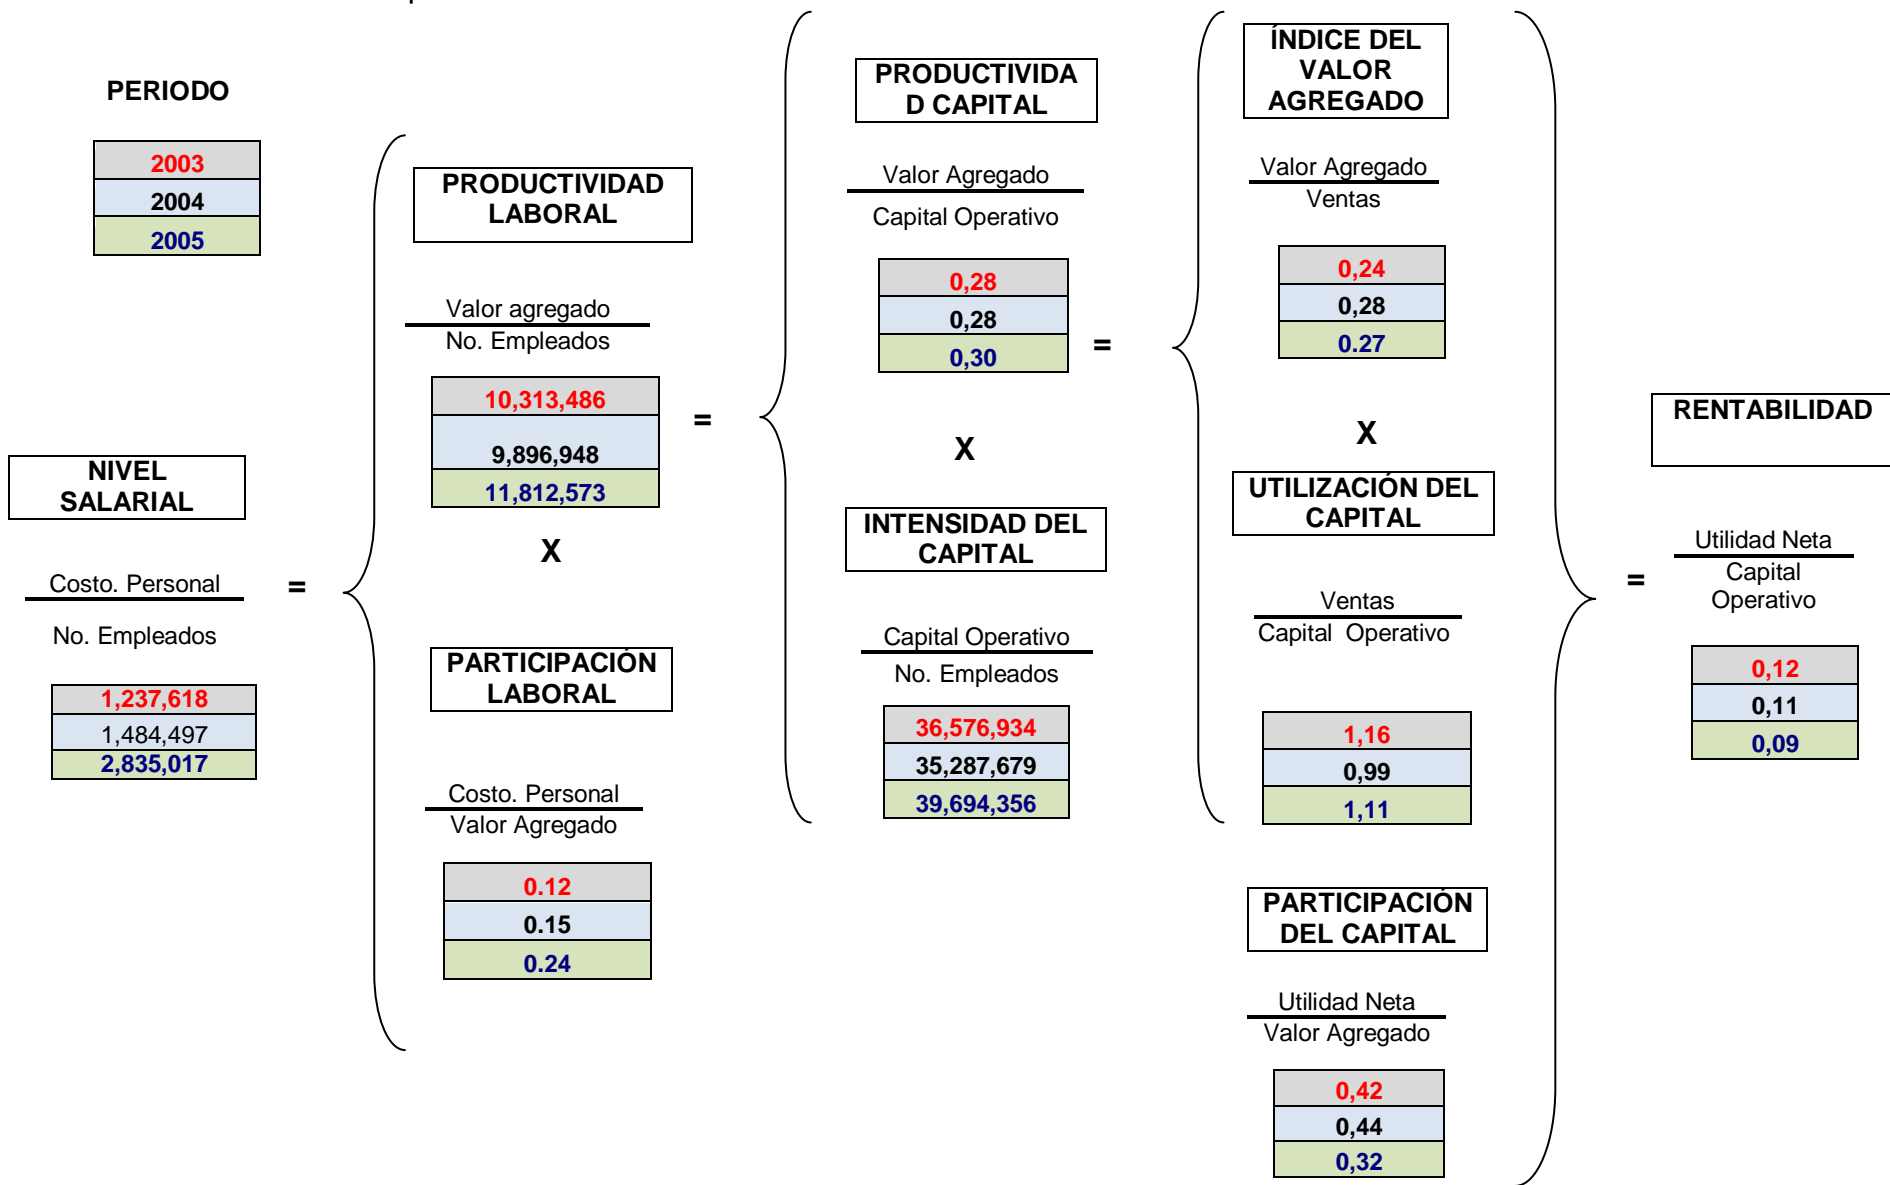 PERIODO
2003
2004
2005
NIVEL
SALARIAL
Costo. Personal
No. Empleados
1,237,618
1,484,497
2,835,017
=
PRODUCTIVIDAD
LABORAL
Valor agregado
No. Empleados
10,313,486
9,896,948
11,812,573
X
PARTICIPACIÓN
LABORAL
Costo. Personal
Valor Agregado
0.12
0.15
0.24
=
PRODUCTIVIDA
D CAPITAL
Valor Agregado
Capital Operativo
0,28
0,28
0,30
X
INTENSIDAD DEL
CAPITAL
Capital Operativo
No. Empleados
36,576,934
35,287,679
39,694,356
=
ÍNDICE DEL
VALOR
AGREGADO
Valor Agregado
Ventas
0,24
0,28
0.27
X
UTILIZACIÓN DEL
CAPITAL
Ventas
Capital Operativo
1,16
0,99
1,11
PARTICIPACIÓN
DEL CAPITAL
Utilidad Neta
Valor Agregado
0,42
0,44
0,32
=
RENTABILIDAD
Utilidad Neta
Capital
Operativo
0,12
0,11
0,09